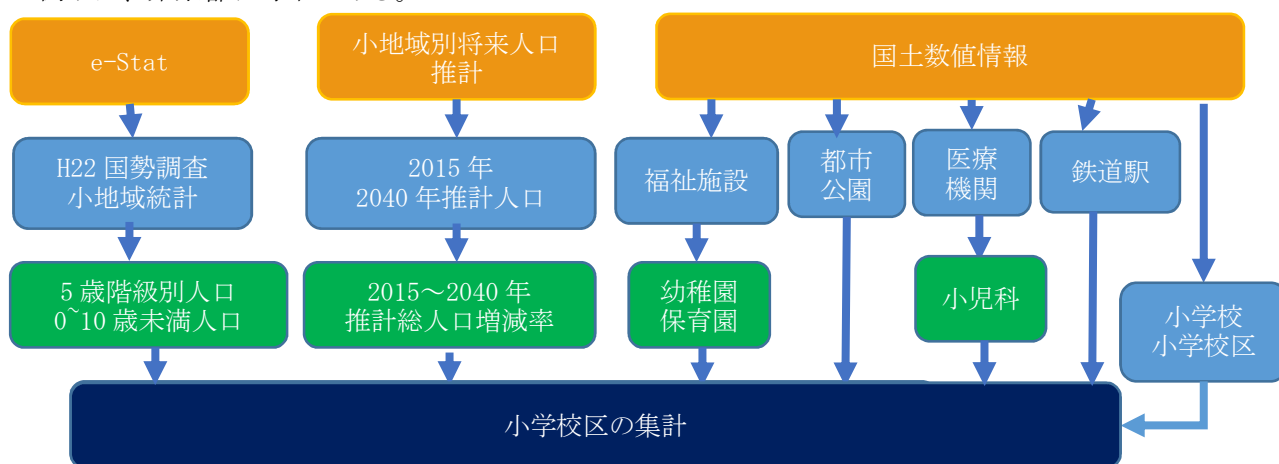 e-Stat
小地域別将来人口
推計
国土数値情報
H22 国勢調査
小地域統計
2015 年
2040 年推計人口
福祉施設
都市
公園
医療
機関
鉄道駅
5 歳階級別人口
0~10 歳未満人口
2015～2040 年
推計総人口増減率
幼稚園
保育園
小児科
小学校
小学校区
小学校区の集計